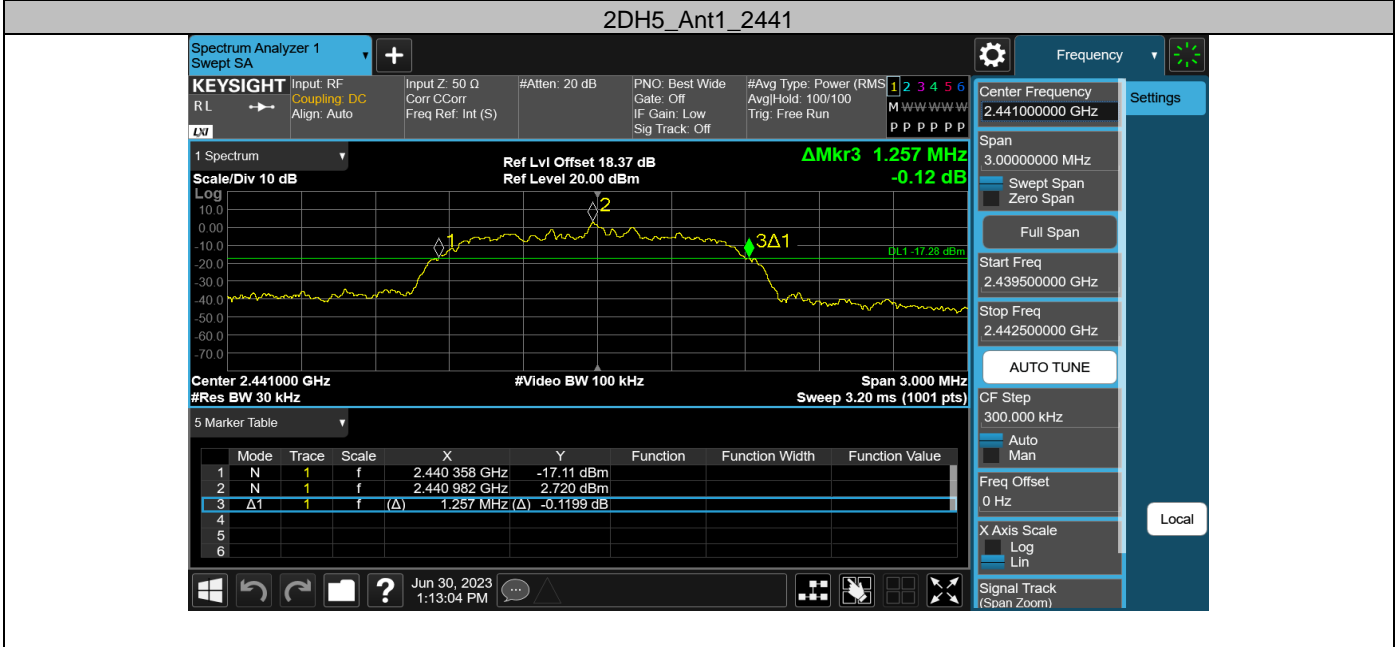 2DH5_Ant1_2441
Spectrum Analyzer 1
Swept SA
+
Frequency
KEYSIGHT
RL
LXI
Input: RF
Coupling: DC
Align: Auto
Input Z: 50 Ω
Corr CCorr
Freq Ref: Int (S)
#Atten: 20 dB
PNO: Best Wide
Gate: Off
IF Gain: Low
Sig Track: Off
#Avg Type: Power (RMS
Avg|Hold: 100/100
Trig: Free Run
1 2 3 4 5 6
M W W W W W
P P P P P P
1 Spectrum
Scale/Div 10 dB
Ref Lvl Offset 18.37 dB
Ref Level 20.00 dBm
ΔMkr3 1.257 MHz
-0.12 dB
Log
10.0
0.00
-10.0
-20.0
-30.0
-40.0
-50.0
-60.0
-70.0
1
2
3Δ1
DL1 -17.28 dBm
Center 2.441000 GHz
#Video BW 100 kHz
Span 3.000 MHz
#Res BW 30 kHz
Sweep 3.20 ms (1001 pts)
5 Marker Table
Mode Trace Scale X Y Function Function Width Function Value
1 N 1 f 2.440 358 GHz -17.11 dBm
2 N 1 f 2.440 982 GHz 2.720 dBm
3 Δ1 1 f (Δ) 1.257 MHz (Δ) -0.1199 dB
4
5
6
?
Jun 30, 2023
1:13:04 PM
Center Frequency
2.441000000 GHz
Settings
Span
3.00000000 MHz
Swept Span
Zero Span
Full Span
Start Freq
2.439500000 GHz
Stop Freq
2.442500000 GHz
AUTO TUNE
CF Step
300.000 kHz
Auto
Man
Freq Offset
0 Hz
Local
X Axis Scale
Log
Lin
Signal Track
(Span Zoom)